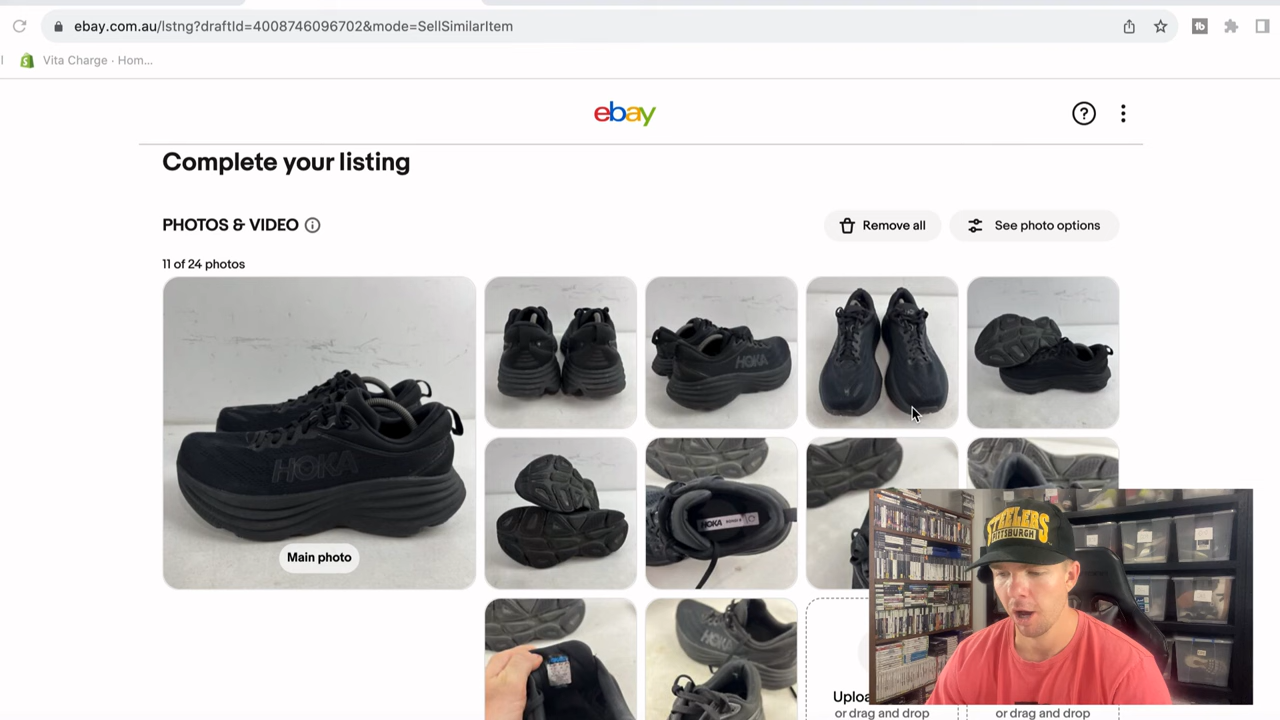 ebay.com.au/lstng?draftId=4008746096702&mode=SellSimilarItem
Vita Charge - Hom...
ebay
Complete your listing
PHOTOS & VIDEO
Remove all
See photo options
11 of 24 photos
HOKA
HOKA
HOKA
Main photo
HOKA
STEELERS
PITTSBURGH
Uploa
or drag and drop
or drag and drop